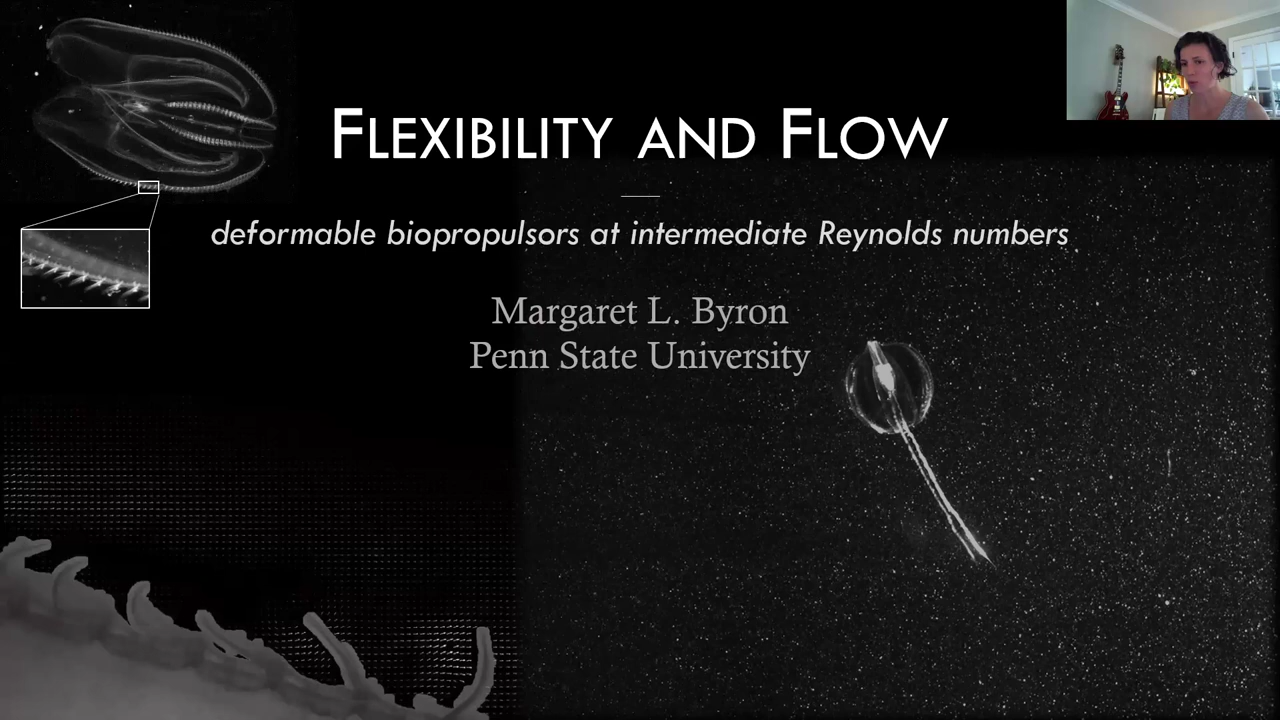 FLEXIBILITY AND FLOW
deformable biopropulsors at intermediate Reynolds numbers
Margaret L. Byron
Penn State University